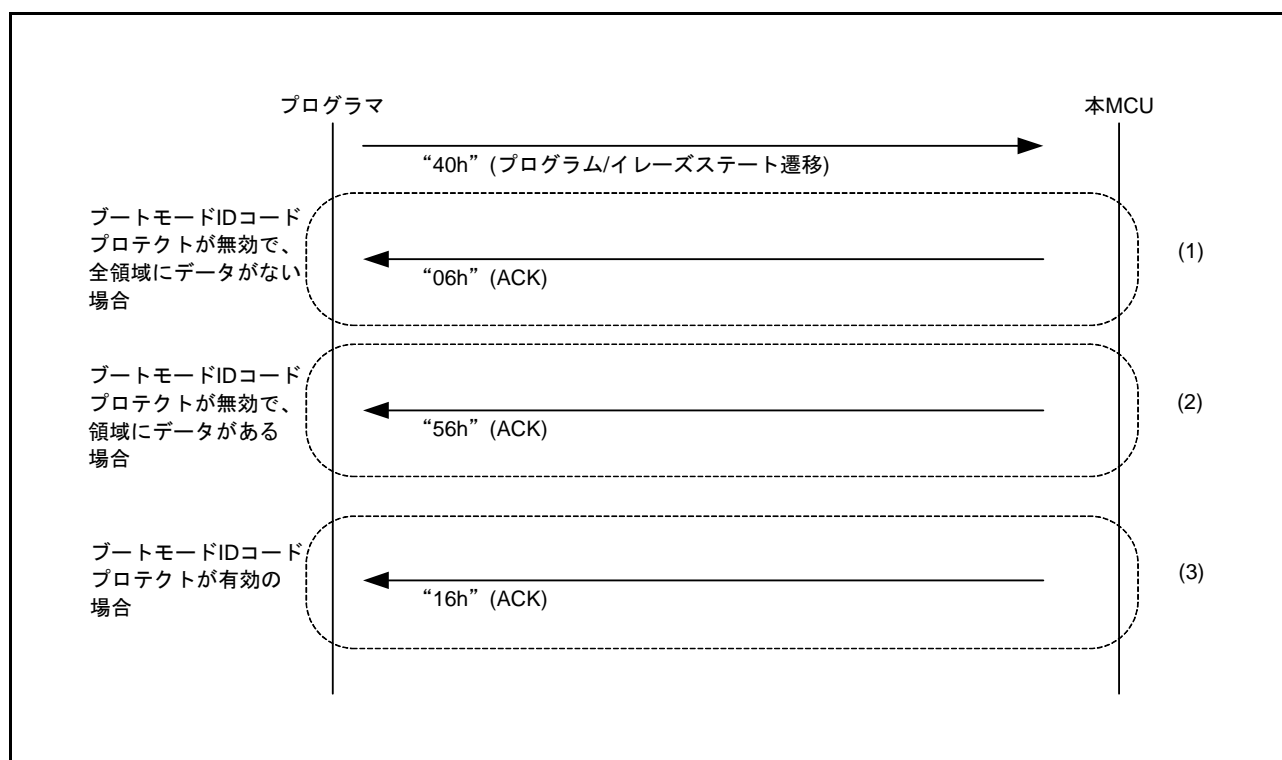 プログラマ
本MCU
“40h” (プログラム/イレーズステート遷移)
ブートモードIDコード
プロテクトが無効で、
全領域にデータがない
場合
“06h” (ACK)
(1)
ブートモードIDコード
プロテクトが無効で、
領域にデータがある
場合
“56h” (ACK)
(2)
ブートモードIDコード
プロテクトが有効の
場合
“16h” (ACK)
(3)